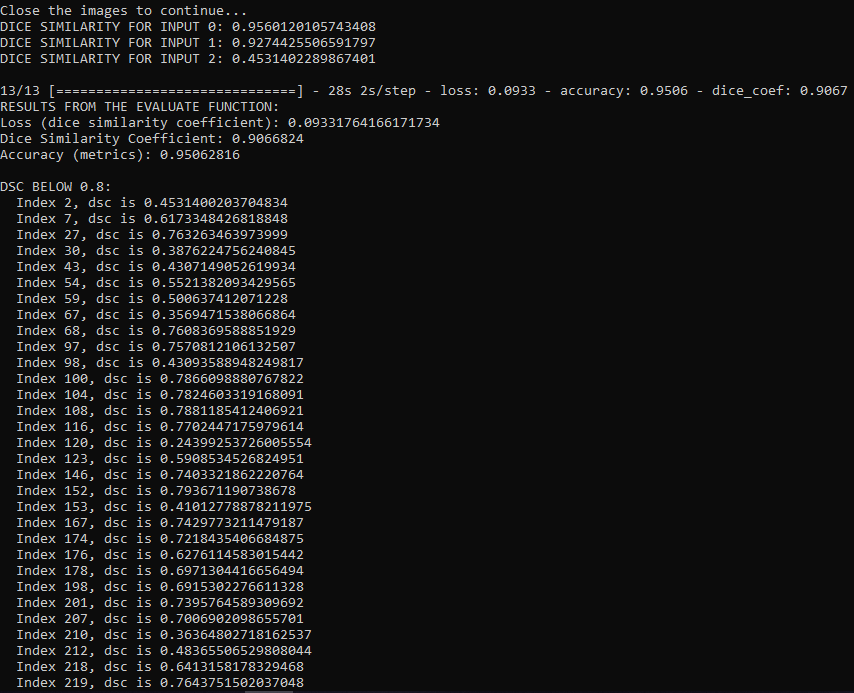 Close the images to continue...
DICE SIMILARITY FOR INPUT 0: 0.9560120105743408
DICE SIMILARITY FOR INPUT 1: 0.9274425506591797
DICE SIMILARITY FOR INPUT 2: 0.4531402289867401
13/13 [==============================] - 28s 2s/step - loss: 0.0933 - accuracy: 0.9506 - dice_coef: 0.9067
RESULTS FROM THE EVALUATE FUNCTION:
Loss (dice similarity coefficient): 0.09331764166171734
Dice Similarity Coefficient: 0.9066824
Accuracy (metrics): 0.95062816
DSC BELOW 0.8:
Index 2, dsc is 0.4531400203704834
Index 7, dsc is 0.6173348426818848
Index 27, dsc is 0.763263463973999
Index 30, dsc is 0.3876224756240845
Index 43, dsc is 0.4307149052619934
Index 54, dsc is 0.5521382093429565
Index 59, dsc is 0.500637412071228
Index 67, dsc is 0.3569471538066864
Index 68, dsc is 0.7608369588851929
Index 97, dsc is 0.7570812106132507
Index 98, dsc is 0.43093588948249817
Index 100, dsc is 0.7866098880767822
Index 104, dsc is 0.7824603319168091
Index 108, dsc is 0.7881185412406921
Index 116, dsc is 0.7702447175979614
Index 120, dsc is 0.24399253726005554
Index 123, dsc is 0.5908534526824951
Index 146, dsc is 0.7403321862220764
Index 152, dsc is 0.793671190738678
Index 153, dsc is 0.41012778878211975
Index 167, dsc is 0.7429773211479187
Index 174, dsc is 0.7218435406684875
Index 176, dsc is 0.6276114583015442
Index 178, dsc is 0.6971304416656494
Index 198, dsc is 0.6915302276611328
Index 201, dsc is 0.7395764589309692
Index 207, dsc is 0.7006902098655701
Index 210, dsc is 0.36364802718162537
Index 212, dsc is 0.48365506529808044
Index 218, dsc is 0.6413158178329468
Index 219, dsc is 0.7643751502037048